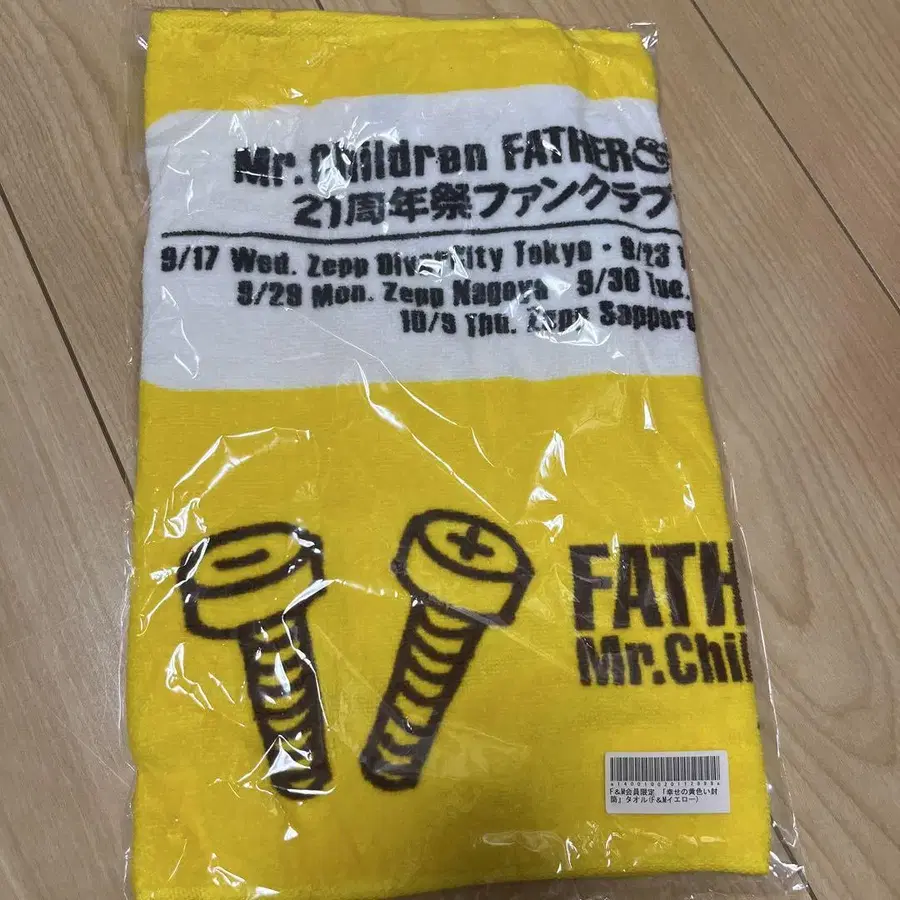 Mr.Children FATHER&
21周年祭ファンクラブ
9/17 Wed. Zepp DiverCity Tokyo・9/23 T
9/29 Mon. Zepp Nagoya・9/30 Tue.
10/9 Thu. Zepp Sapporo
FATH
Mr.Chil
F&M会員限定 「幸せの黄色い封
筒」タオル(F&Mイエロー)